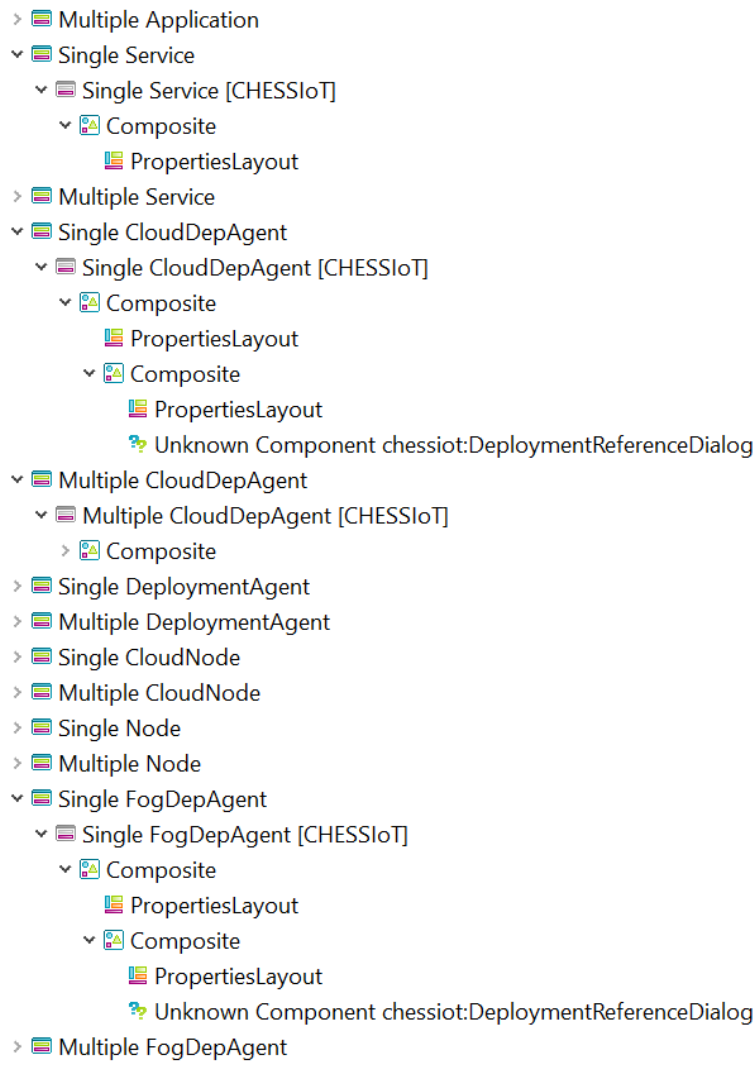 Multiple Application
Single Service
Single Service [CHESSIoT]
Composite
PropertiesLayout
Multiple Service
Single CloudDepAgent
Single CloudDepAgent [CHESSIoT]
Composite
PropertiesLayout
Composite
PropertiesLayout
Unknown Component chessiot:DeploymentReferenceDialog
Multiple CloudDepAgent
Multiple CloudDepAgent [CHESSIoT]
Composite
Single DeploymentAgent
Multiple DeploymentAgent
Single CloudNode
Multiple CloudNode
Single Node
Multiple Node
Single FogDepAgent
Single FogDepAgent [CHESSIoT]
Composite
PropertiesLayout
Composite
PropertiesLayout
Unknown Component chessiot:DeploymentReferenceDialog
Multiple FogDepAgent